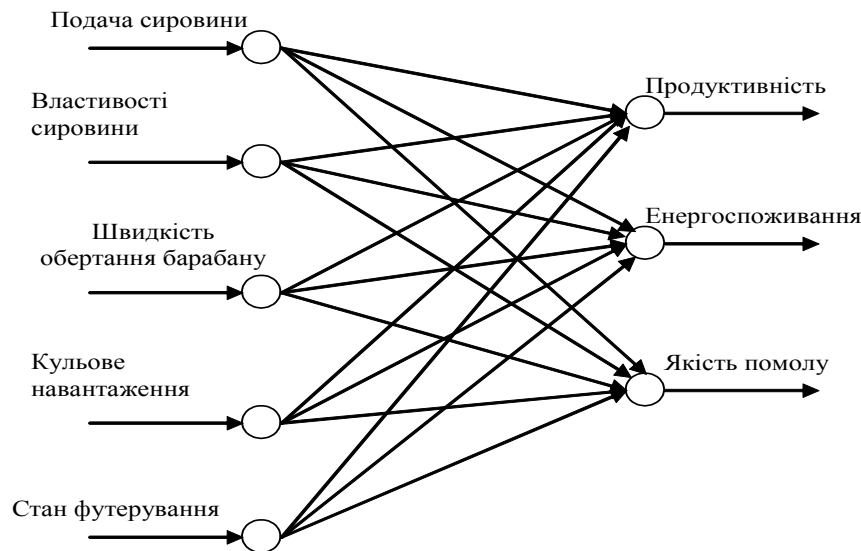 Подача сировини
Властивості
сировини
Швидкість
обертання барабану
Кульове
навантаження
Стан футерування
Продуктивність
Енергоспоживання
Якість помолу